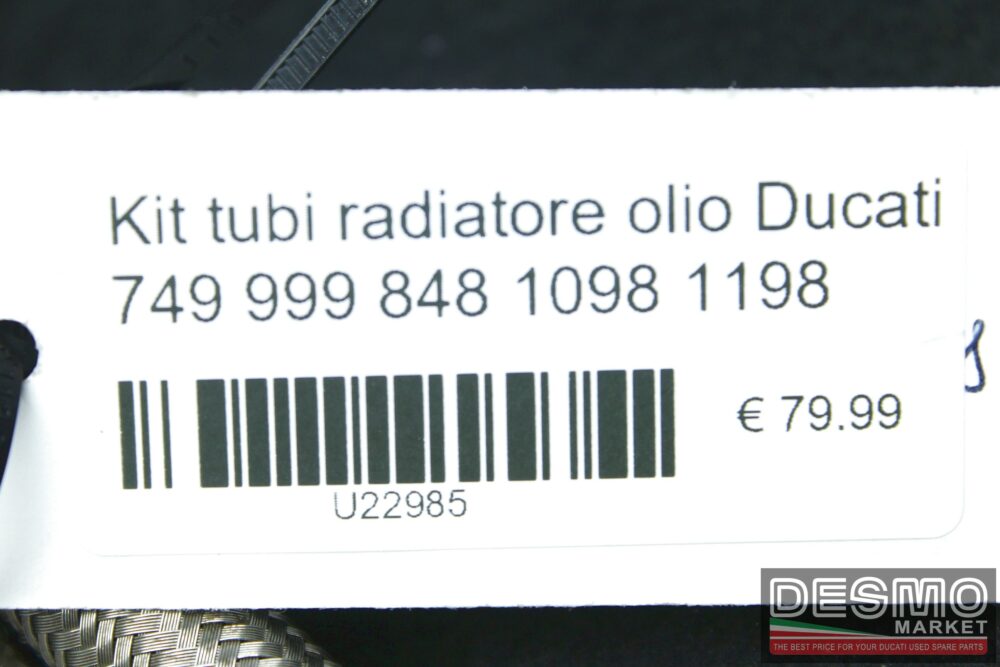 Kit tubi radiatore olio Ducati
749 999 848 1098 1198
€ 79.99
U22985
DESMO
MARKET
THE BEST PRICE FOR YOUR DUCATI USED SPARE PARTS